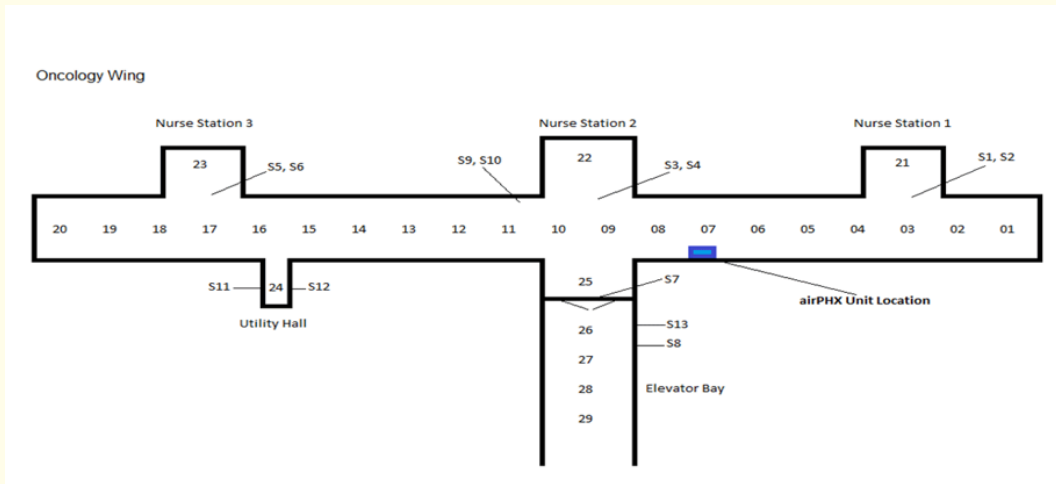 Oncology Wing
Nurse Station 3
Nurse Station 2
Nurse Station 1
23
S5, S6
S9, S10
22
S3, S4
21
S1, S2
20 19 18 17 16 15 14 13 12 11 10 09 08 07 06 05 04 03 02 01
S11
24
S12
25
S7
airPHX Unit Location
Utility Hall
26
S13
S8
27
28
Elevator Bay
29